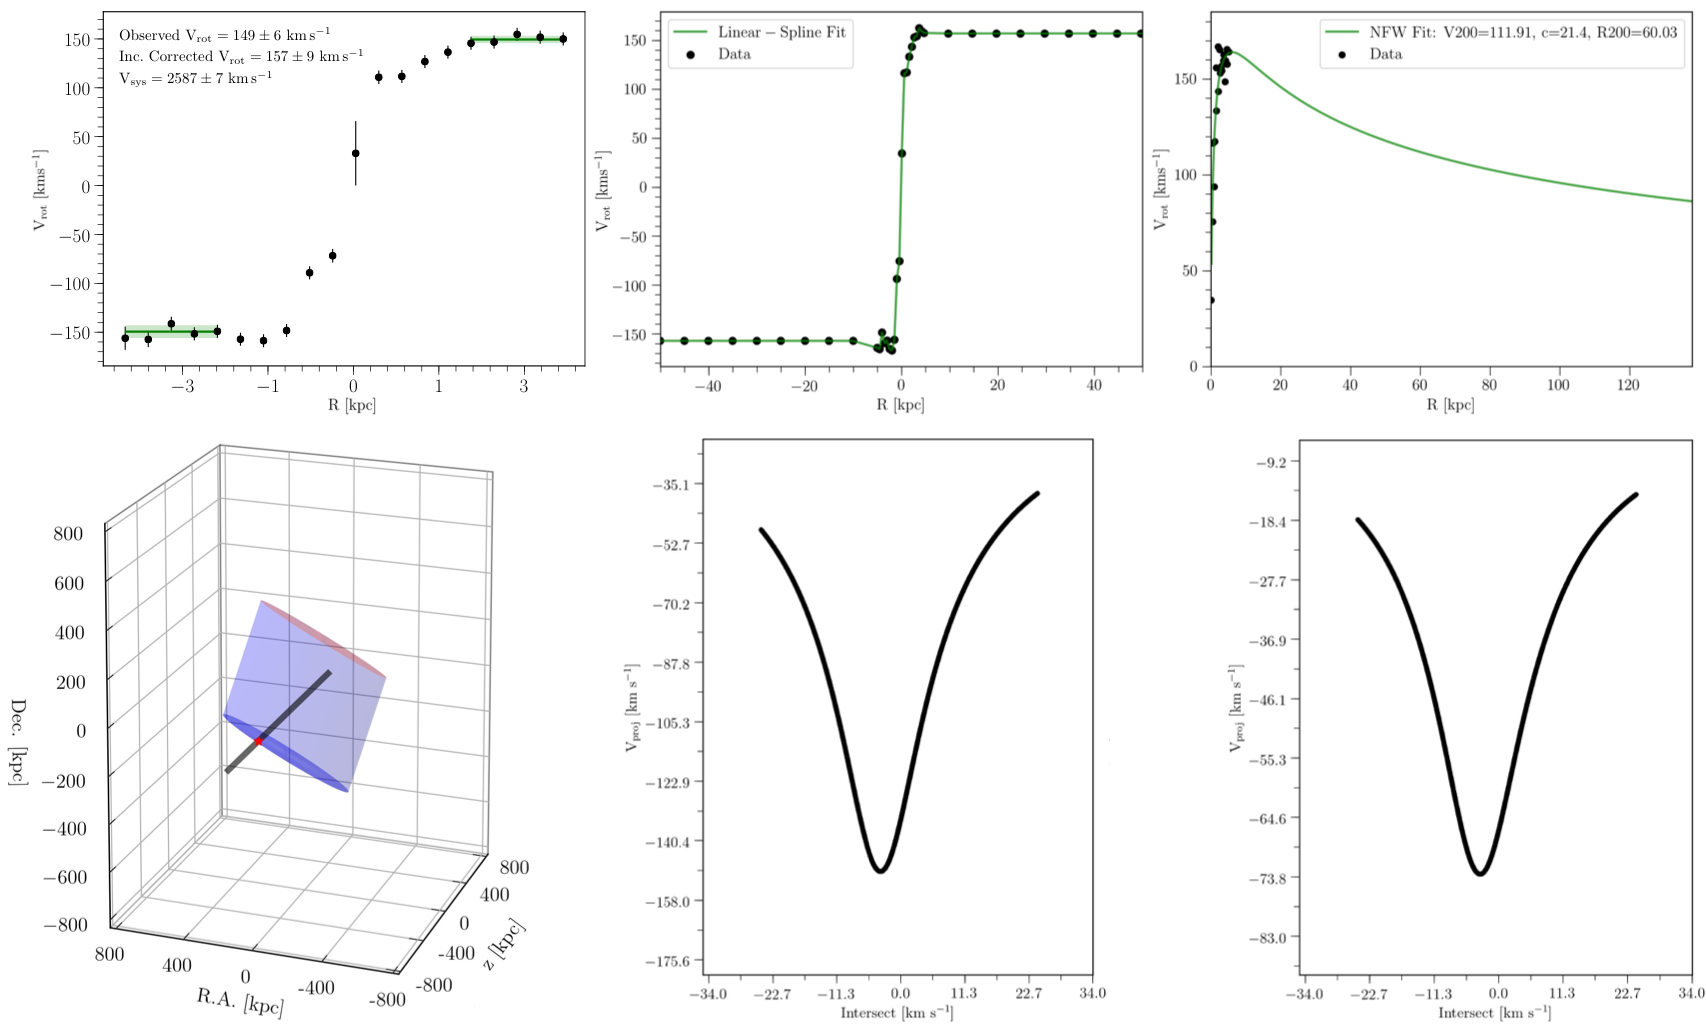 Observed V_rot = 149 ± 6 km s⁻¹
Inc. Corrected V_rot = 157 ± 9 km s⁻¹
V_sys = 2587 ± 7 km s⁻¹
150
100
50
0
−50
−100
−150
V_rot [kms⁻¹]
−3 −1 0 1 3
R [kpc]
Linear − Spline Fit
Data
150
100
50
0
−50
−100
−150
V_rot [kms⁻¹]
−40 −20 0 20 40
R [kpc]
NFW Fit: V200=111.91, c=21.4, R200=60.03
Data
150
100
50
0
V_rot [kms⁻¹]
0 20 40 60 80 100 120
R [kpc]
800
600
400
200
0
−200
−400
−600
−800
Dec. [kpc]
800 400 0 -400 -800
R.A. [kpc]
800
400
0
-400
-800
z [kpc]
−35.1
−52.7
−70.2
−87.8
−105.3
−122.9
−140.4
−158.0
−175.6
V_proj [km s⁻¹]
−34.0 −22.7 −11.3 0.0 11.3 22.7 34.0
Intersect [km s⁻¹]
−9.2
−18.4
−27.7
−36.9
−46.1
−55.3
−64.6
−73.8
−83.0
V_proj [km s⁻¹]
−34.0 −22.7 −11.3 0.0 11.3 22.7 34.0
Intersect [km s⁻¹]